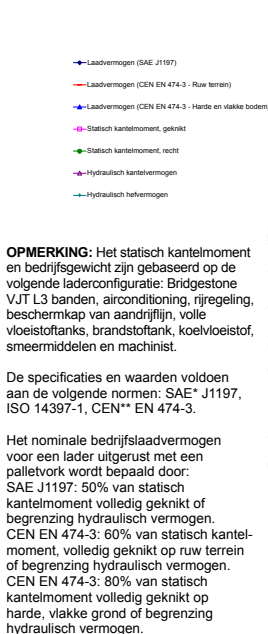 Laadvermogen (SAE J1197)
Laadvermogen (CEN EN 474-3 - Ruw terrein)
Laadvermogen (CEN EN 474-3 - Harde en vlakke bodem)
Statisch kantelmoment, geknikt
Statisch kantelmoment, recht
Hydraulisch kantelvermogen
Hydraulisch hefvermogen
OPMERKING: Het statisch kantelmoment
en bedrijfsgewicht zijn gebaseerd op de
volgende laderconfiguratie: Bridgestone
VJT L3 banden, airconditioning, rijregeling,
beschermkap van aandrijflijn, volle
vloeistoftanks, brandstoftank, koelvloeistof,
smeermiddelen en machinist.
De specificaties en waarden voldoen
aan de volgende normen: SAE* J1197,
ISO 14397-1, CEN** EN 474-3.
Het nominale bedrijfslaadvermogen
voor een lader uitgerust met een
palletvork wordt bepaald door:
SAE J1197: 50% van statisch
kantelmoment volledig geknikt of
begrenzing hydraulisch vermogen.
CEN EN 474-3: 60% van statisch kantel-
moment, volledig geknikt op ruw terrein
of begrenzing hydraulisch vermogen.
CEN EN 474-3: 80% van statisch
kantelmoment volledig geknikt op
harde, vlakke grond of begrenzing
hydraulisch vermogen.